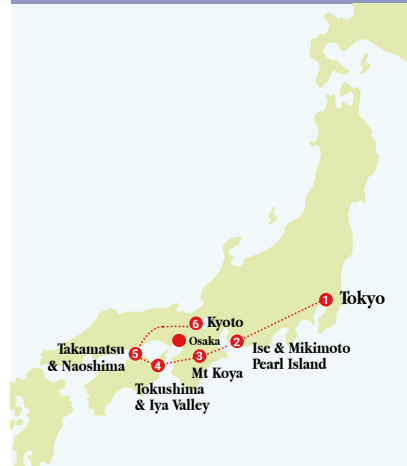 1 Tokyo
6 Kyoto
Osaka
2 Ise & Mikimoto
Pearl Island
5 Takamatsu
& Naoshima
3 Mt Koya
4 Tokushima
& Iya Valley